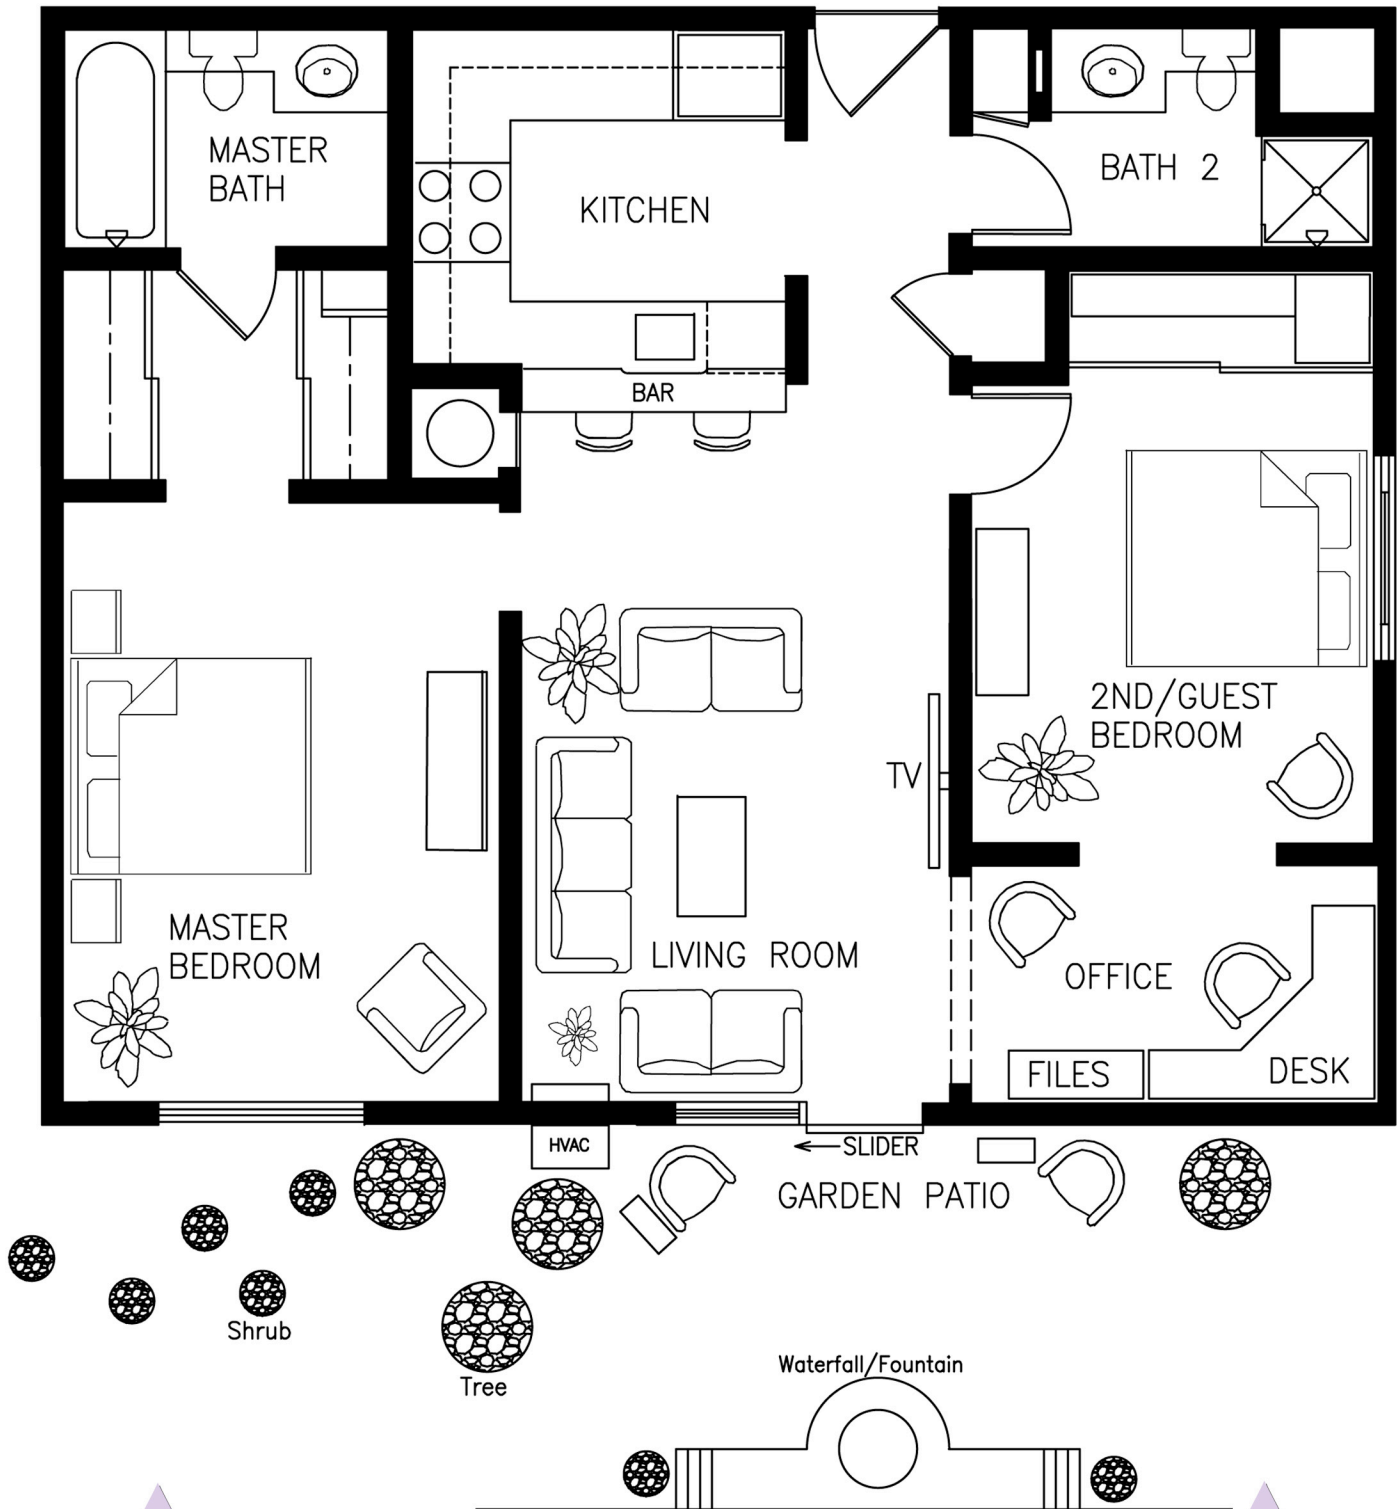 MASTER
BATH
KITCHEN
BATH 2
BAR
2ND/GUEST
BEDROOM
TV
MASTER
BEDROOM
LIVING ROOM
OFFICE
FILES
DESK
HVAC
SLIDER
GARDEN PATIO
Shrub
Tree
Waterfall/Fountain